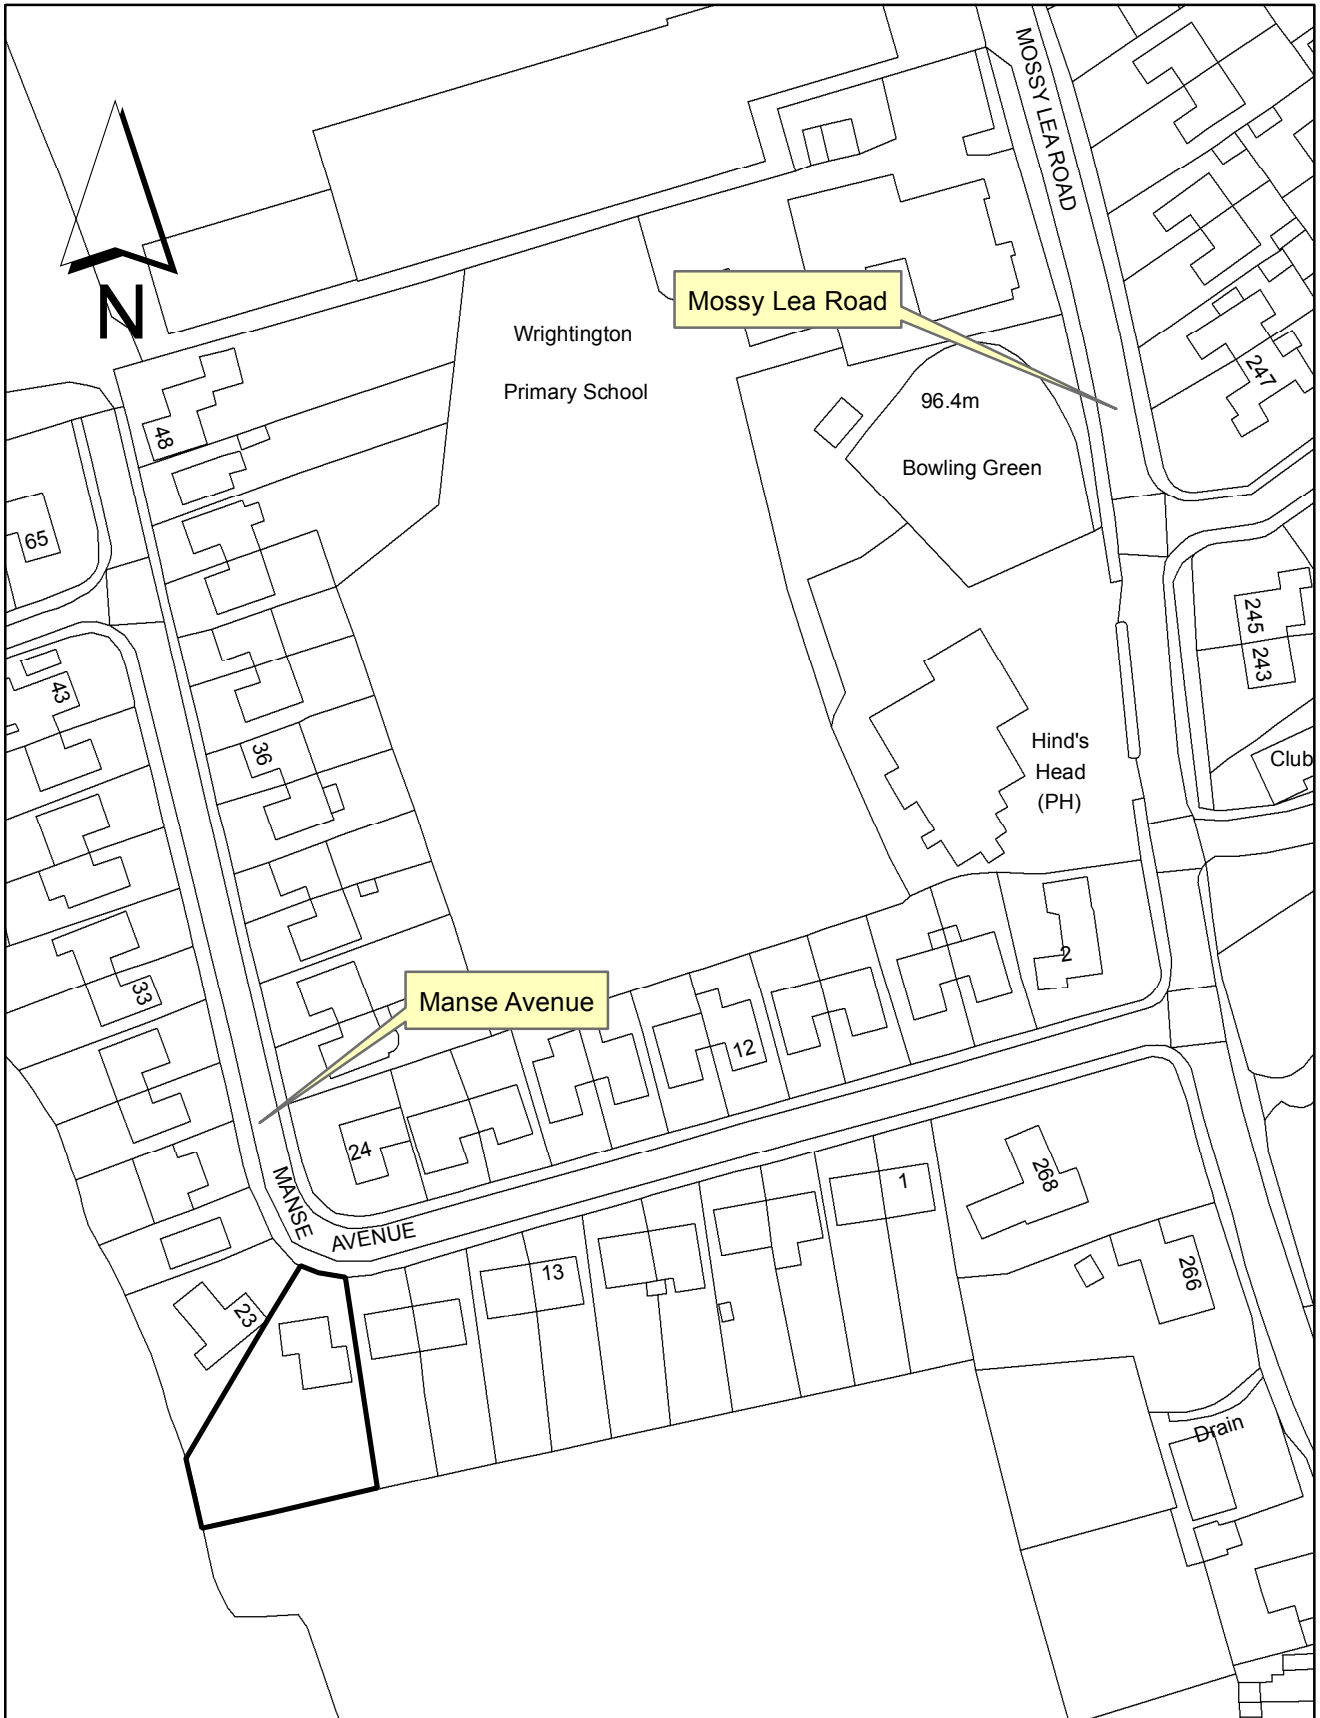 MOSSY LEA ROAD
N
Mossy Lea Road
Wrightington
Primary School
96.4m
Bowling Green
247
48
65
245
243
43
36
Hind's
Head
(PH)
Club
2
33
Manse Avenue
12
24
MANSE
AVENUE
268
1
13
266
23
Drain